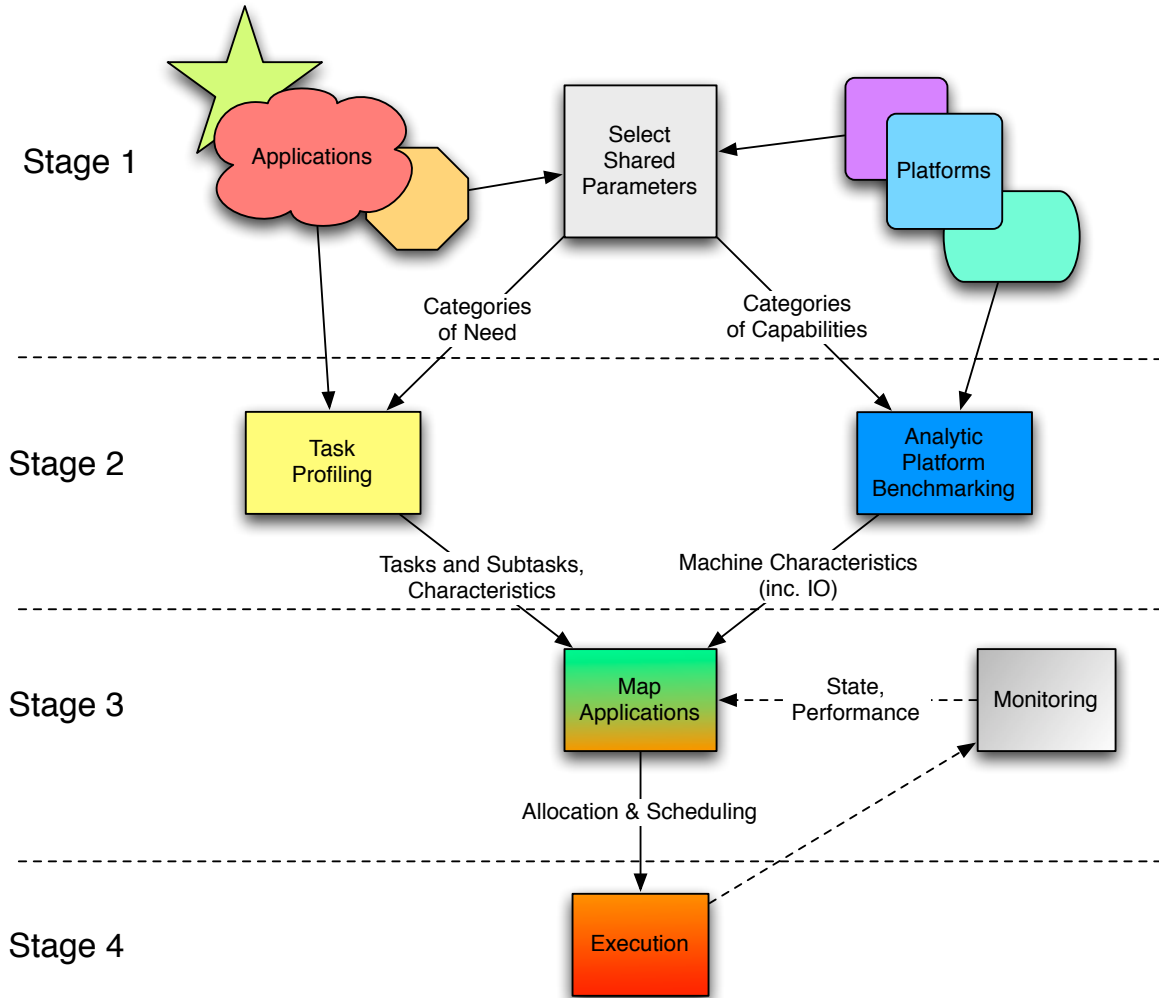 Stage 1
Applications
Select
Shared
Parameters
Platforms
Categories
of Need
Categories
of Capabilities
Stage 2
Task
Profiling
Analytic
Platform
Benchmarking
Tasks and Subtasks,
Characteristics
Machine Characteristics
(inc. IO)
Stage 3
Map
Applications
State,
Performance
Monitoring
Allocation & Scheduling
Stage 4
Execution